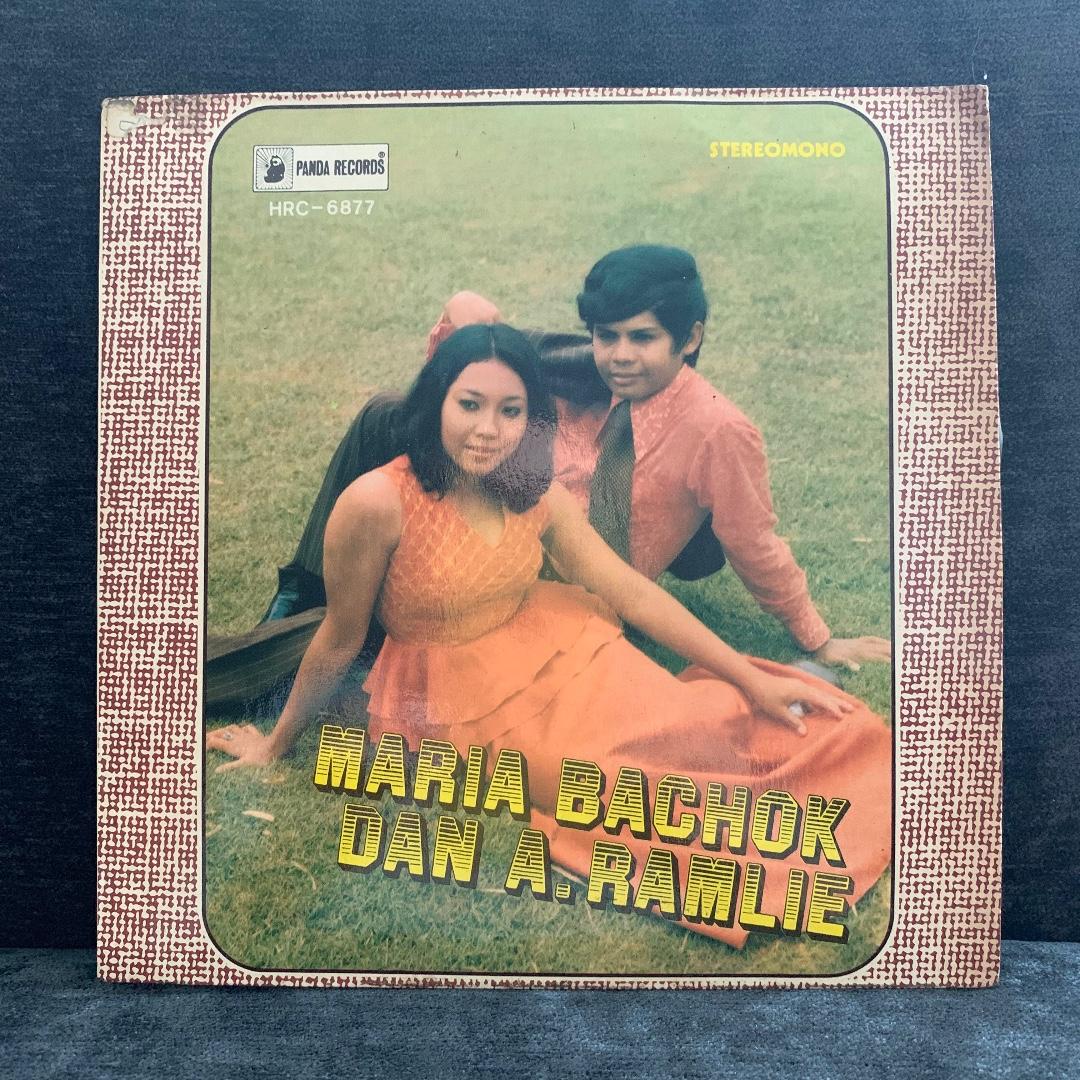 PANDA RECORDS®
STEREOMONO
HRC-6877
MARIA BACHOK
DAN A. RAMLIE